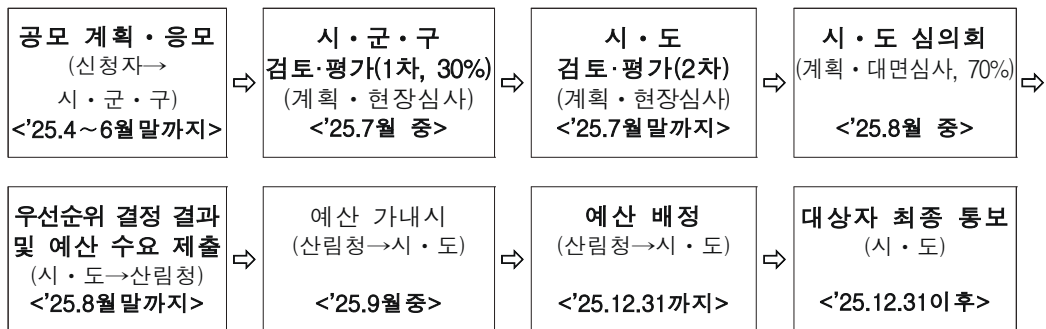 공모 계획・응모
(신청자→
시・군・구)
<'25.4～6월말까지>
⇨
시・군・구
검토·평가(1차, 30%)
(계획・현장심사)
<'25.7월 중>
⇨
시・도
검토·평가(2차)
(계획・현장심사)
<'25.7월말까지>
⇨
시・도 심의회
(계획・대면심사, 70%)
<'25.8월 중>
⇨
우선순위 결정 결과
및 예산 수요 제출
(시・도→산림청)
<'25.8월말까지>
⇨
예산 가내시
(산림청→시・도)
<'25.9월중>
⇨
예산 배정
(산림청→시・도)
<'25.12.31까지>
⇨
대상자 최종 통보
(시・도)
<'25.12.31이후>